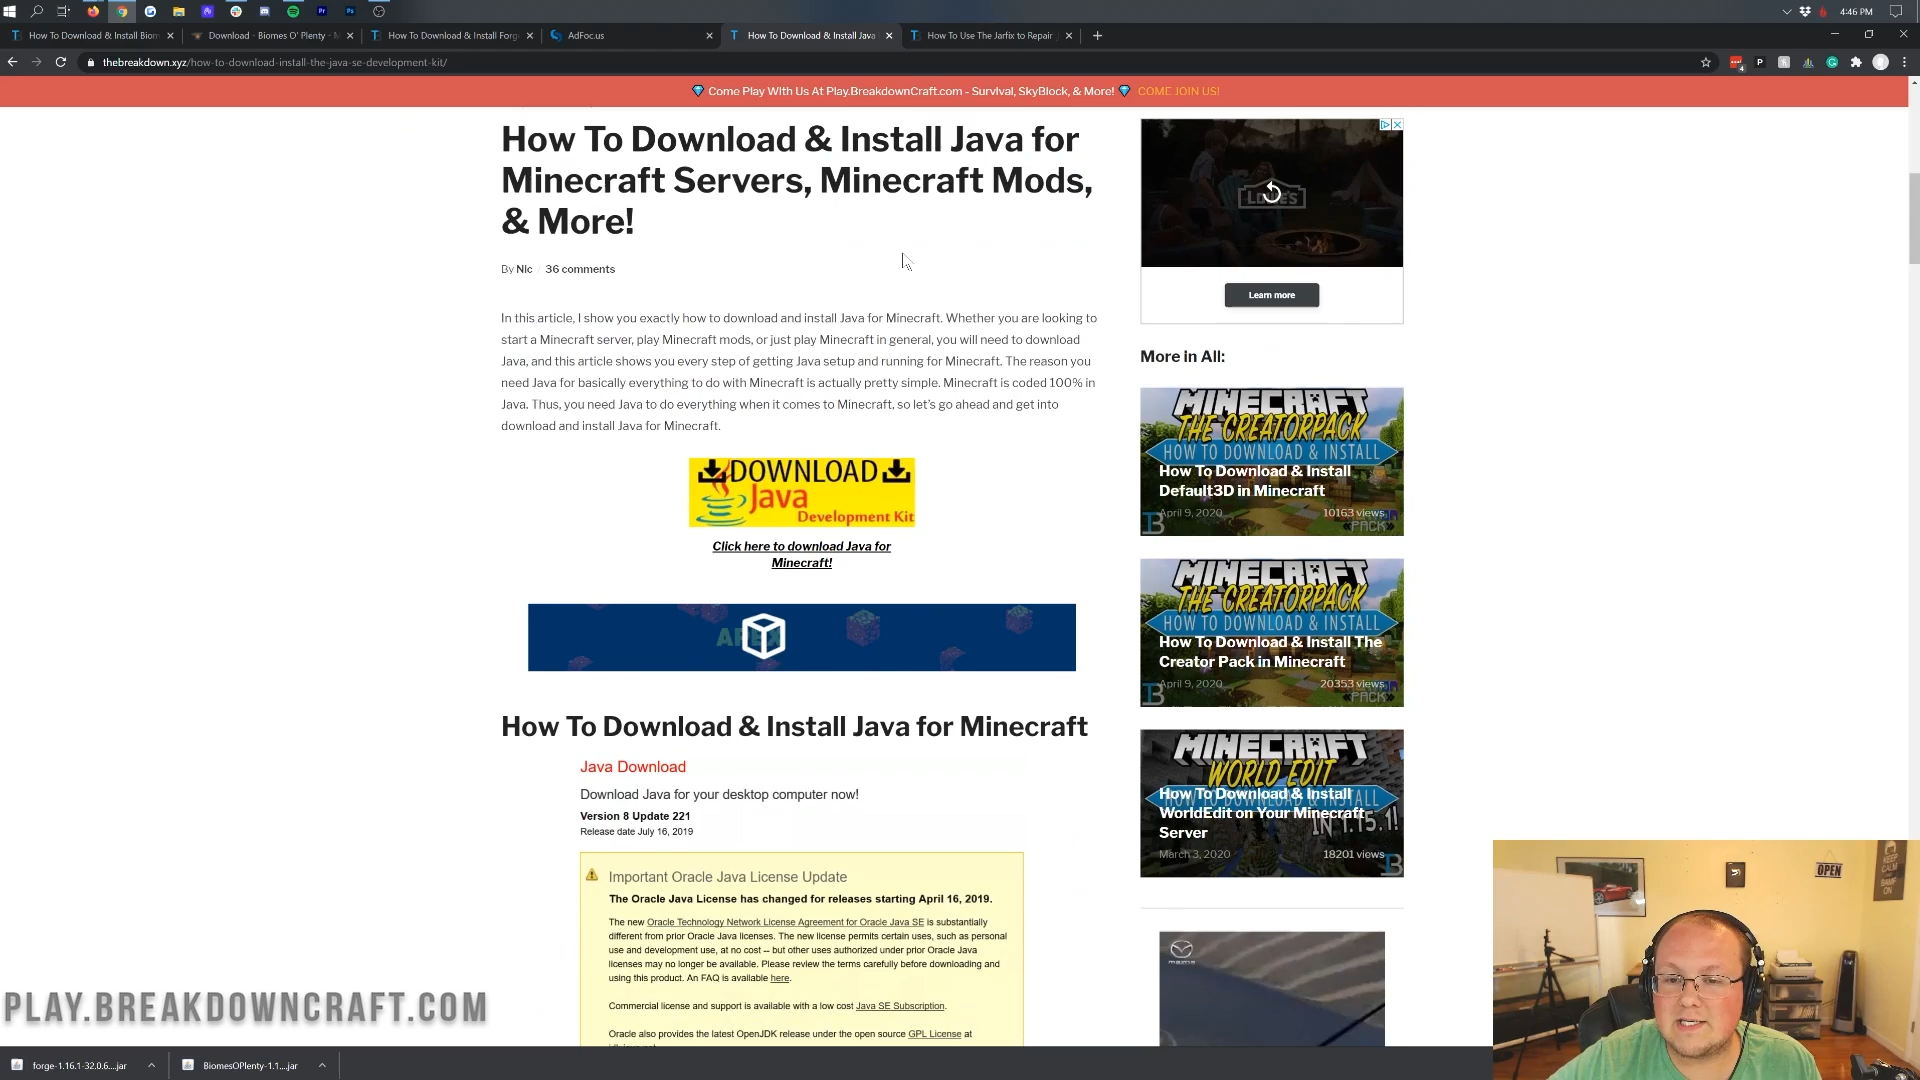 4:46 PM
How To Download & Install Biom
Download - Biomes O' Plenty - M
How To Download & Install Forge
AdFoc.us
How To Download & Install Java
How To Use The Jarfix to Repair
thebreakdown.xyz/how-to-download-install-the-java-se-development-kit/
Come Play With Us At Play.BreakdownCraft.com - Survival, SkyBlock, & More! COME JOIN US!
How To Download & Install Java for
Minecraft Servers, Minecraft Mods,
& More!
By Nic / 36 comments
In this article, I show you exactly how to download and install Java for Minecraft. Whether you are looking to
start a Minecraft server, play Minecraft mods, or just play Minecraft in general, you will need to download
Java, and this article shows you every step of getting Java setup and running for Minecraft. The reason you
need Java for basically everything to do with Minecraft is actually pretty simple. Minecraft is coded 100% in
Java. Thus, you need Java to do everything when it comes to Minecraft, so let's go ahead and get into
download and install Java for Minecraft.
DOWNLOAD
Java
Development Kit
Click here to download Java for
Minecraft!
How To Download & Install Java for Minecraft
Java Download
Download Java for your desktop computer now!
Version 8 Update 221
Release date July 16, 2019
Important Oracle Java License Update
The Oracle Java License has changed for releases starting April 16, 2019.
The new Oracle Technology Network License Agreement for Oracle Java SE is substantially
different from prior Oracle Java licenses. The new license permits certain uses, such as personal
use and development use, at no cost -- but other uses authorized under prior Oracle Java
licenses may no longer be available. Please review the terms carefully before downloading and
using this product. An FAQ is available here.
Commercial license and support is available with a low cost Java SE Subscription.
Oracle also provides the latest OpenJDK release under the open source GPL License at
LOWE'S
Learn more
More in All:
MINECRAFT
THE CREATORPACK
HOW TO DOWNLOAD & INSTALL
How To Download & Install
Default3D in Minecraft
April 9, 2020 10163 views
PACK
MINECRAFT
THE CREATORPACK
HOW TO DOWNLOAD & INSTALL
How To Download & Install The
Creator Pack in Minecraft
April 9, 2020 20353 views
PACK
MINECRAFT
WORLD EDIT
HOW TO DOWNLOAD & INSTALL
How To Download & Install
WorldEdit on Your Minecraft
Server
IN 1.15.1!
March 3, 2020 18201 views
mazda
OPEN
KEEP
CALM
PLAY.BREAKDOWNCRAFT.COM
forge-1.16.1-32.0.6....jar
BiomesOPlenty-1.1....jar